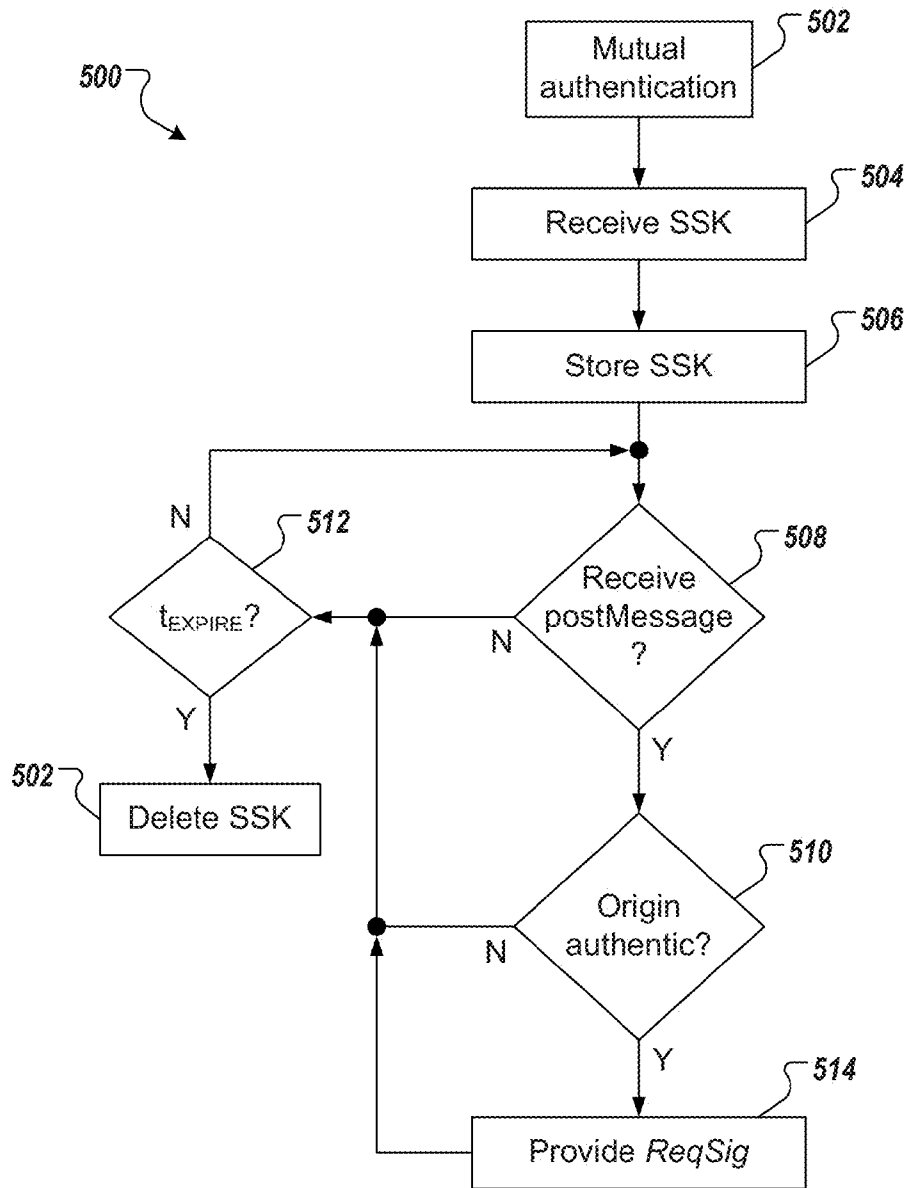 500
502
Mutual
authentication
504
Receive SSK
506
Store SSK
N
512
508
Receive
postMessage
?
tEXPIRE?
N
Y
Y
502
Delete SSK
510
Origin
authentic?
N
Y
514
Provide ReqSig